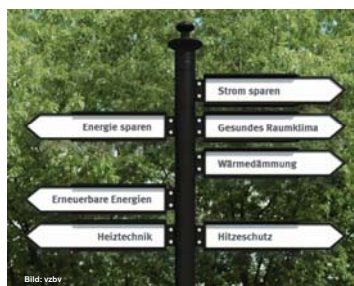 Strom sparen
Energie sparen
Gesundes Raumklima
Wärmedämmung
Erneuerbare Energien
Heiztechnik
Hitzeschutz
Bild: vzbv